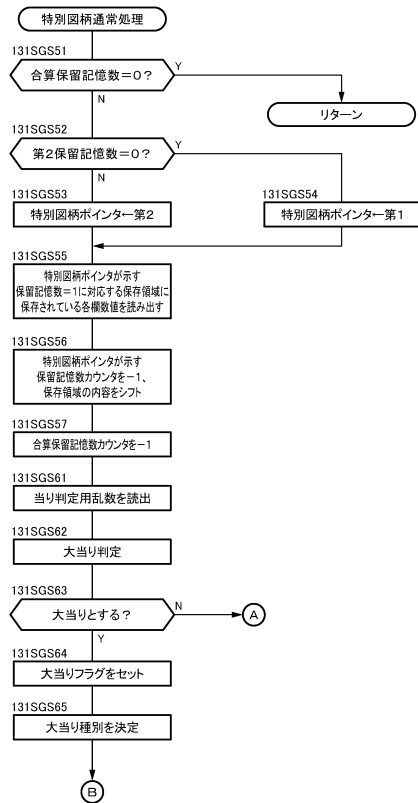 特別図柄通常処理
131SGS51
合算保留記憶数=0?
Y
N
リターン
131SGS52
第2保留記憶数=0?
Y
N
131SGS53
特別図柄ポインタ←第2
131SGS54
特別図柄ポインタ←第1
131SGS55
特別図柄ポインタが示す
保留記憶数=1に対応する保存領域に
保存されている各欄数値を読み出す
131SGS56
特別図柄ポインタが示す
保留記憶数カウンタを-1、
保存領域の内容をシフト
131SGS57
合算保留記憶数カウンタを-1
131SGS61
当り判定用乱数を読出
131SGS62
大当り判定
131SGS63
大当りとする?
N
A
Y
131SGS64
大当りフラグをセット
131SGS65
大当り種別を決定
B